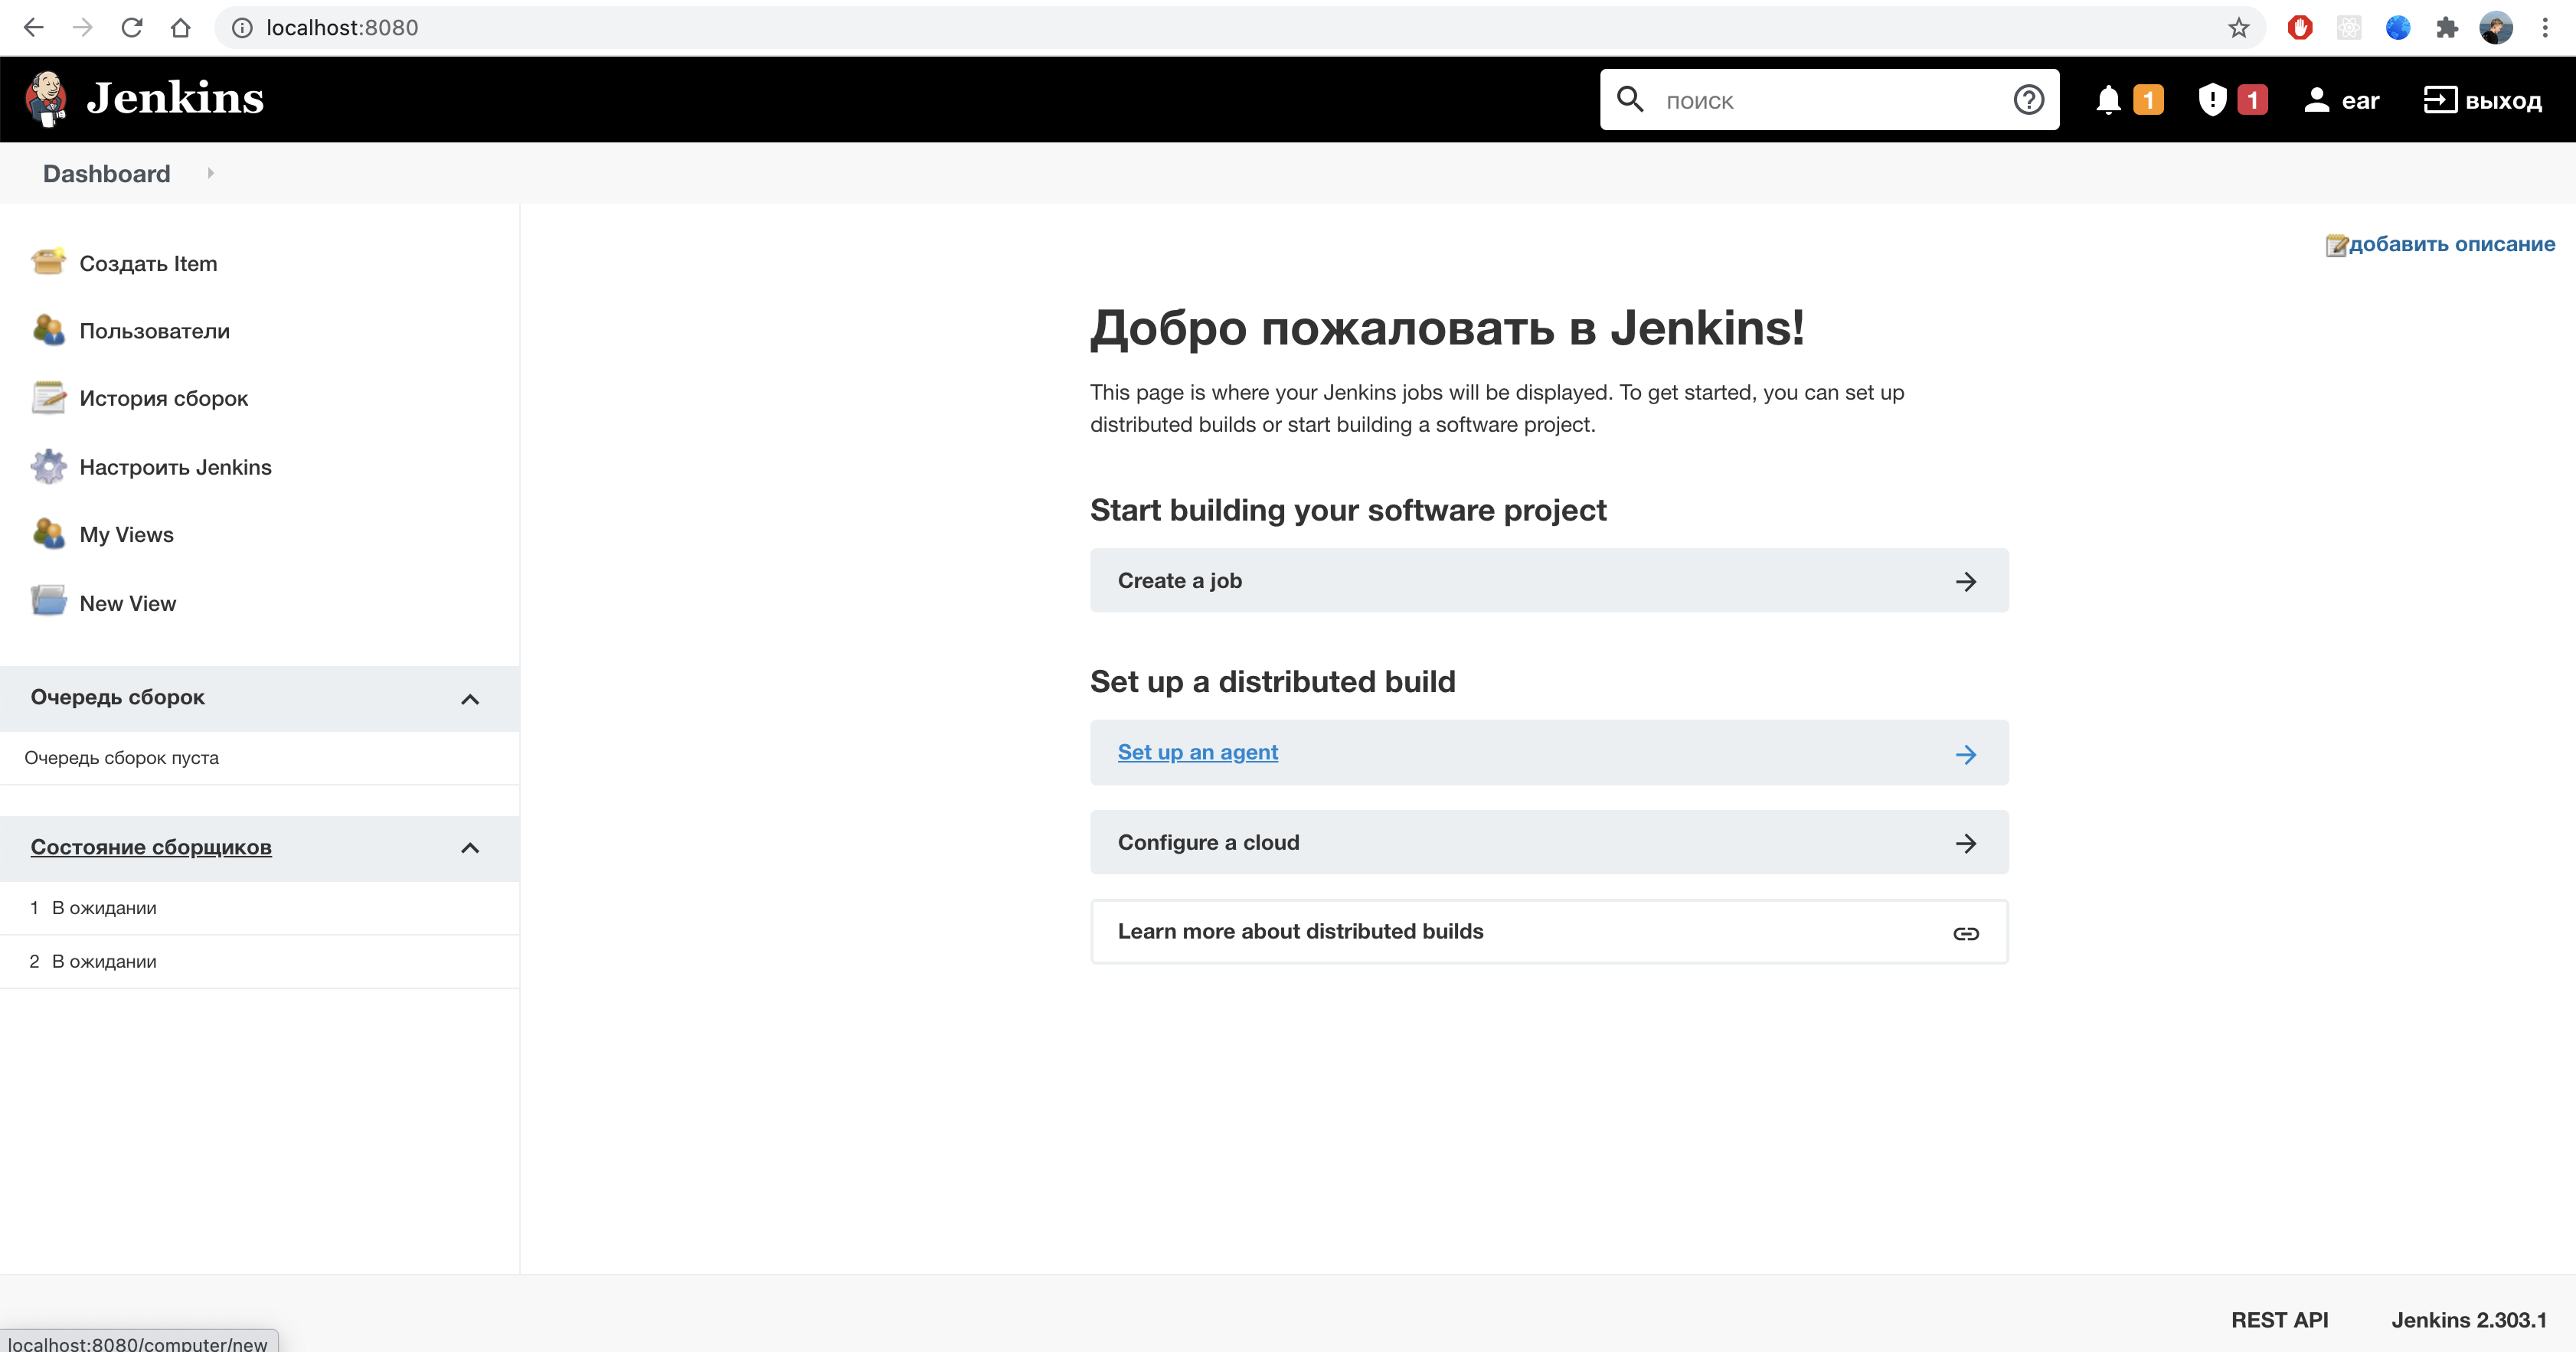 localhost:8080
Jenkins
поиск
1
1
ear
выход
Dashboard
Создать Item
Пользователи
История сборок
Настроить Jenkins
My Views
New View
Очередь сборок
Очередь сборок пуста
Состояние сборщиков
1 В ожидании
2 В ожидании
добавить описание
Добро пожаловать в Jenkins!
This page is where your Jenkins jobs will be displayed. To get started, you can set up
distributed builds or start building a software project.
Start building your software project
Create a job
Set up a distributed build
Set up an agent
Configure a cloud
Learn more about distributed builds
REST API
Jenkins 2.303.1
localhost:8080/computer/new